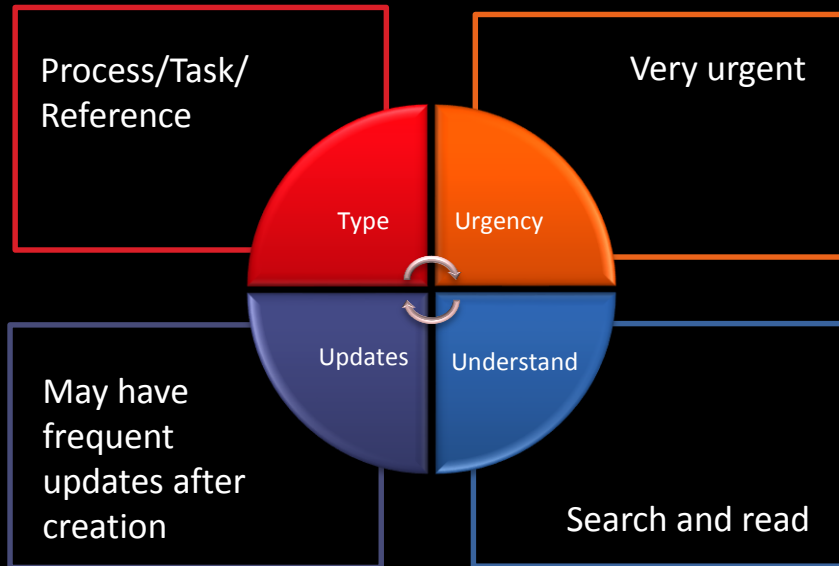 Process/Task/
Reference
Very urgent
Type
Urgency
Updates
Understand
May have
frequent
updates after
creation
Search and read